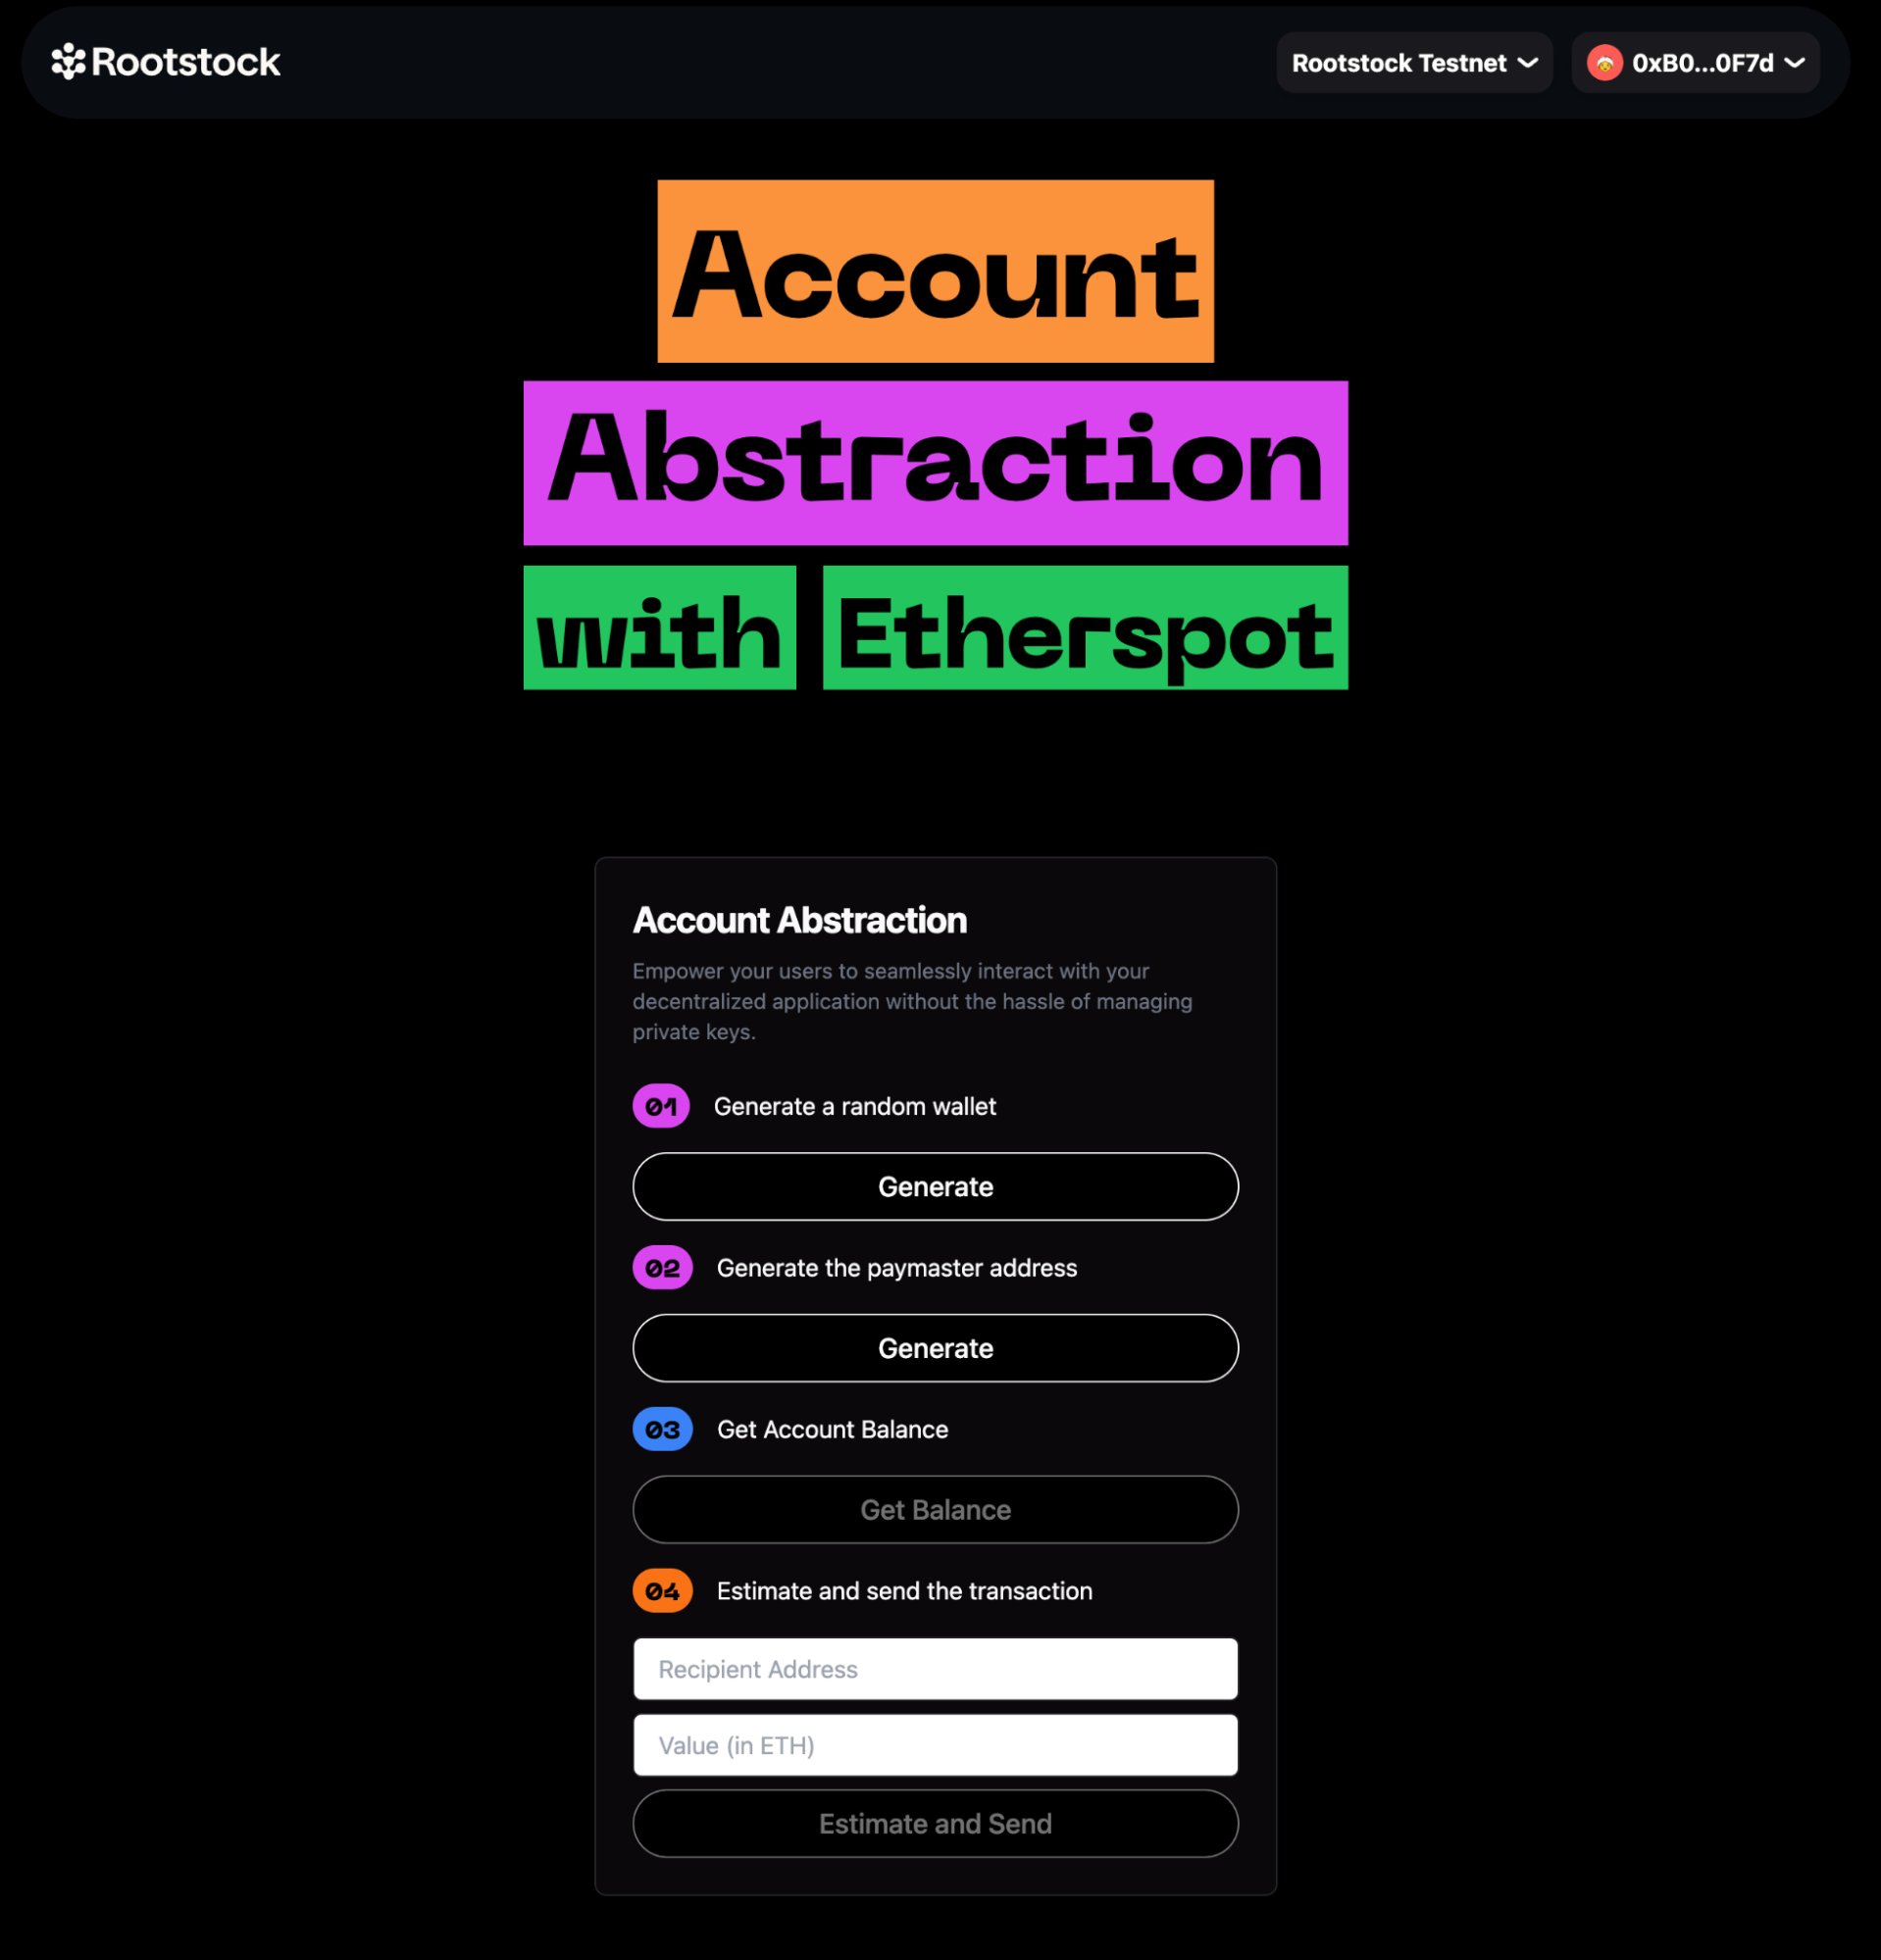 Rootstock
Rootstock Testnet
0xB0...0F7d
Account
Abstraction
with Etherspot
Account Abstraction
Empower your users to seamlessly interact with your
decentralized application without the hassle of managing
private keys.
01 Generate a random wallet
Generate
02 Generate the paymaster address
Generate
03 Get Account Balance
Get Balance
04 Estimate and send the transaction
Recipient Address
Value (in ETH)
Estimate and Send